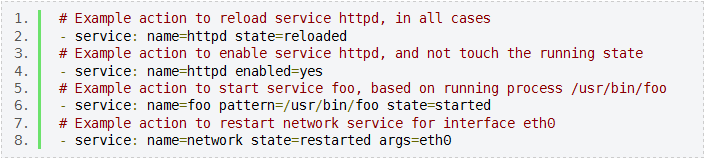 1. # Example action to reload service httpd, in all cases
2. - service: name=httpd state=reloaded
3. # Example action to enable service httpd, and not touch the running state
4. - service: name=httpd enabled=yes
5. # Example action to start service foo, based on running process /usr/bin/foo
6. - service: name=foo pattern=/usr/bin/foo state=started
7. # Example action to restart network service for interface eth0
8. - service: name=network state=restarted args=eth0